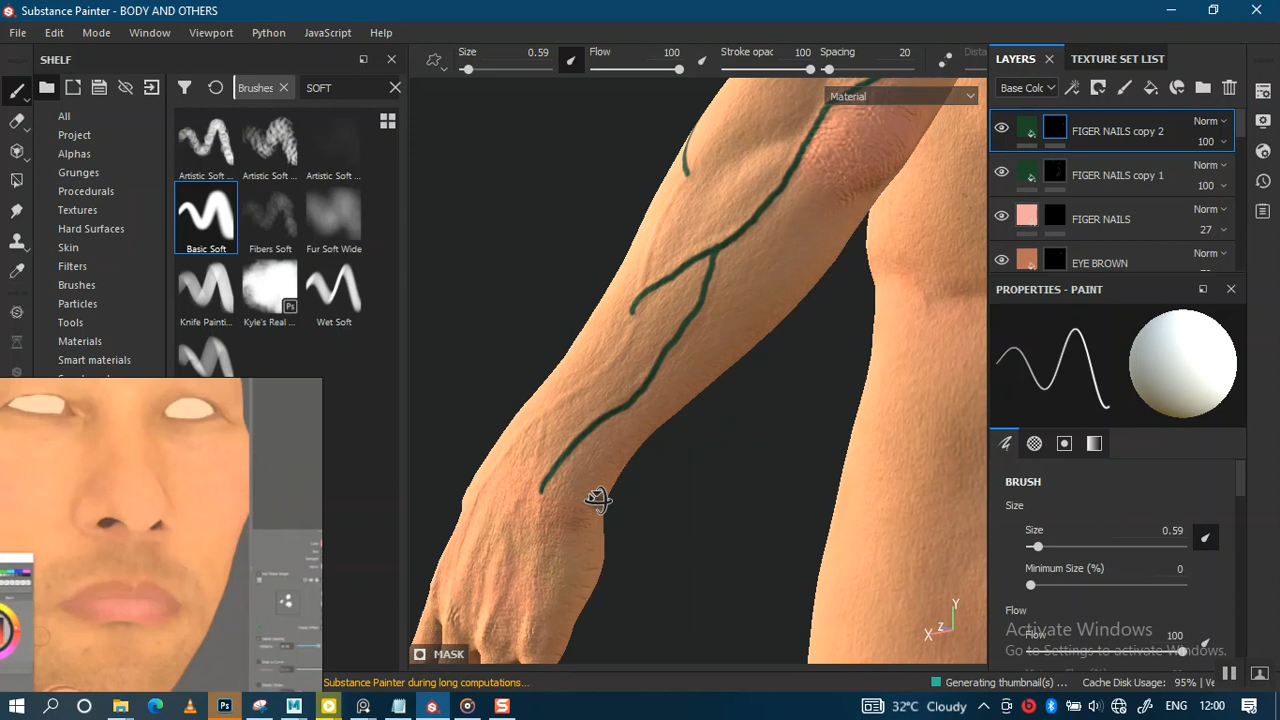 Substance Painter - BODY AND OTHERS
File Edit Mode Window Viewport Python JavaScript Help
SHELF
Size 0.59 Flow 100 Stroke opac 100 Spacing 20 Dista
LAYERS TEXTURE SET LIST
Brushes SOFT
Material
Base Colo
All
Project
Alphas
Grunges
Procedurals
Textures
Hard Surfaces
Skin
Filters
Brushes
Particles
Tools
Materials
Smart materials
Artistic Soft ... Artistic Soft ... Artistic Soft ...
Basic Soft Fibers Soft Fur Soft Wide
Knife Painti... Kyle's Real ... Wet Soft
Ps
FIGER NAILS copy 2 Norm 100
FIGER NAILS copy 1 Norm 100
FIGER NAILS Norm 27
EYE BROWN Norm
PROPERTIES - PAINT
BRUSH
Size
Size 0.59
Minimum Size (%) 0
Flow
Flow 100
Activate Windows
Go to Settings to activate Windows.
Y
Z
X
MASK
Substance Painter during long computations...
Generating thumbnail(s) ... Cache Disk Usage: 95% | Ve
Ps
32°C Cloudy
12:00